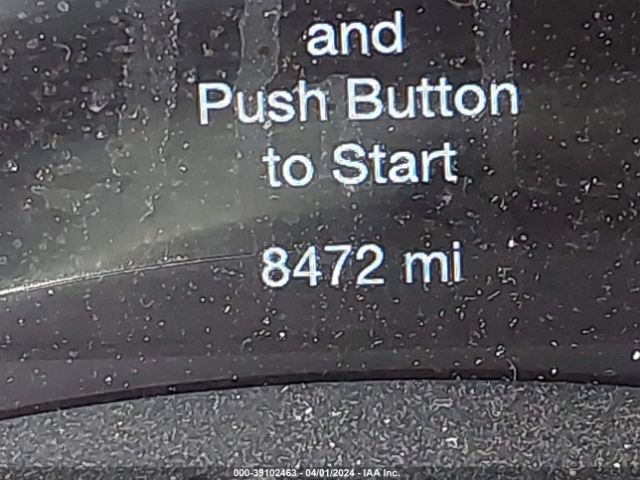 and
Push Button
to Start
8472 mi
000-39102463 - 04/01/2024 - IAA Inc.